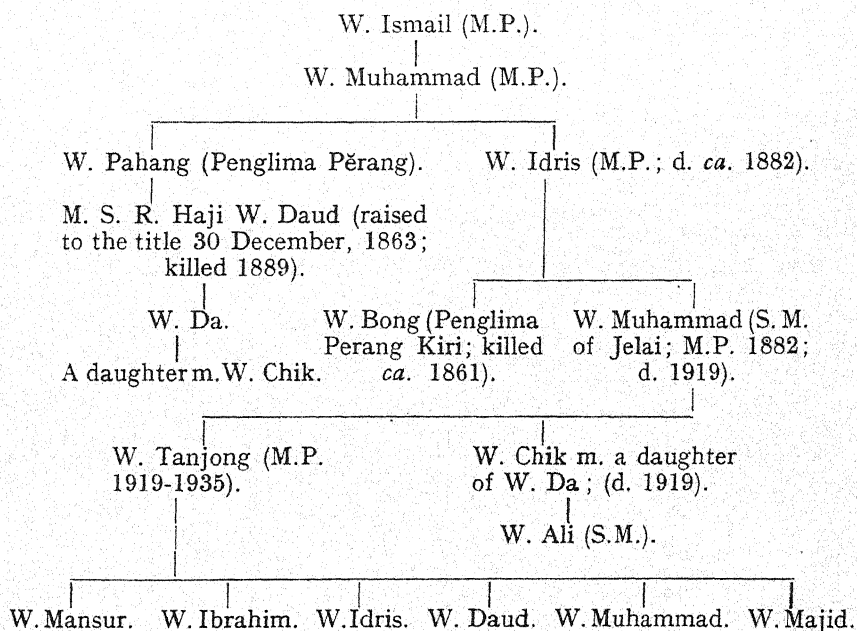 W. Ismail (M.P.).
W. Muhammad (M.P.).
W. Pahang (Penglima Pĕrang).
W. Idris (M.P.; d. ca. 1882).
M. S. R. Haji W. Daud (raised
to the title 30 December, 1863;
killed 1889).
W. Da.
A daughter m. W. Chik.
W. Bong (Penglima
Perang Kiri; killed
ca. 1861).
W. Muhammad (S. M.
of Jelai; M.P. 1882;
d. 1919).
W. Tanjong (M.P.
1919-1935).
W. Chik m. a daughter
of W. Da; (d. 1919).
W. Ali (S.M.).
W. Mansur. W. Ibrahim. W. Idris. W. Daud. W. Muhammad. W. Majid.